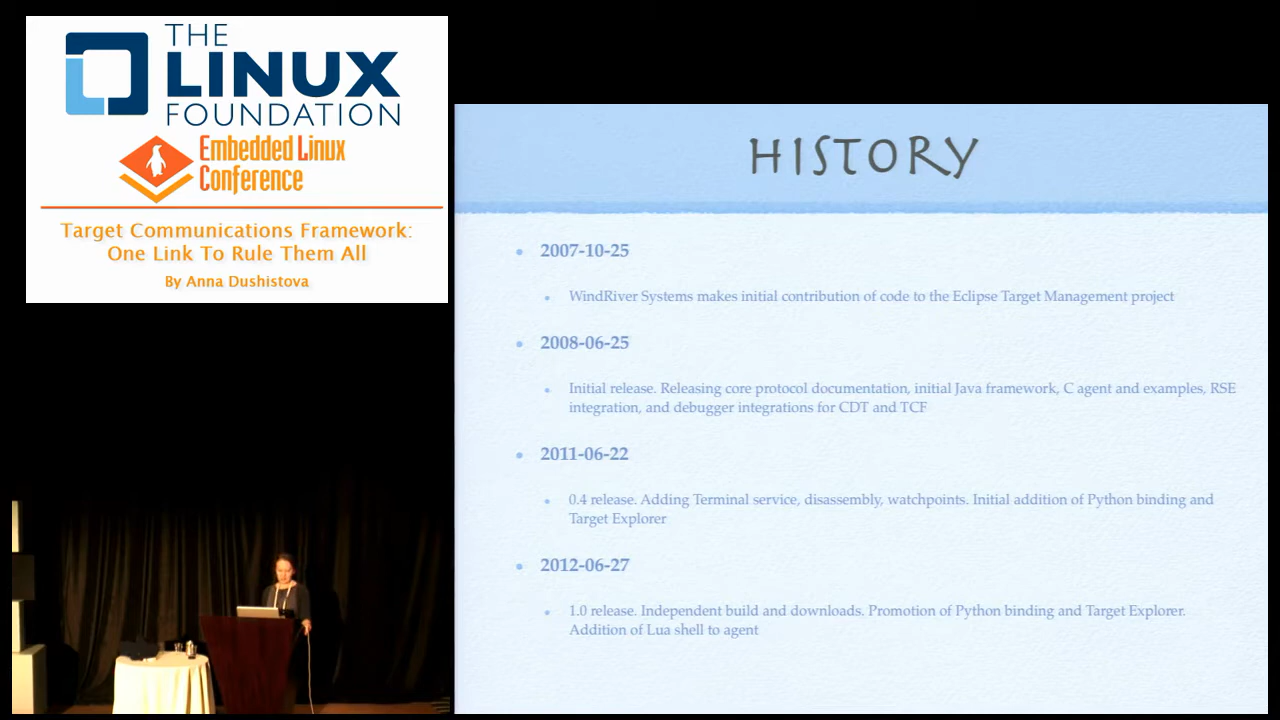 THE
LINUX
FOUNDATION
Embedded Linux
Conference
Target Communications Framework:
One Link To Rule Them All
By Anna Dushistova
HISTORY
• 2007-10-25
• WindRiver Systems makes initial contribution of code to the Eclipse Target Management project
• 2008-06-25
• Initial release. Releasing core protocol documentation, initial Java framework, C agent and examples, RSE
integration, and debugger integrations for CDT and TCF
• 2011-06-22
• 0.4 release. Adding Terminal service, disassembly, watchpoints. Initial addition of Python binding and
Target Explorer
• 2012-06-27
• 1.0 release. Independent build and downloads. Promotion of Python binding and Target Explorer.
Addition of Lua shell to agent